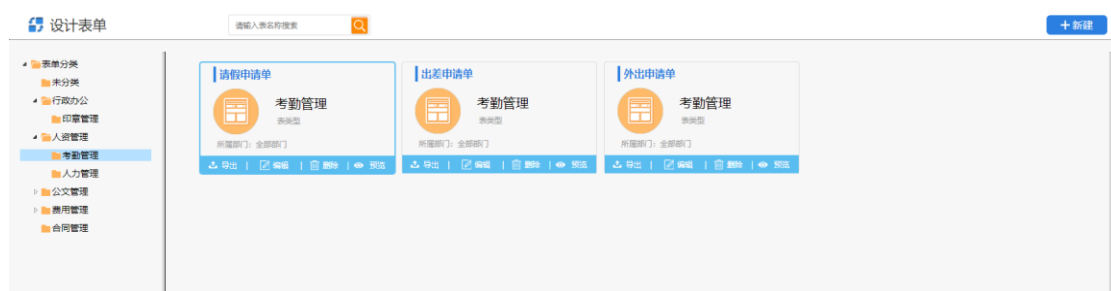 设计表单
请输入表名称搜索
+新建
表单分类
未分类
行政办公
印章管理
人资管理
考勤管理
人力管理
公文管理
费用管理
合同管理
请假申请单
考勤管理
表类型
所属部门：全部部门
导出 | 编辑 | 删除 | 预览
出差申请单
考勤管理
表类型
所属部门：全部部门
导出 | 编辑 | 删除 | 预览
外出申请单
考勤管理
表类型
所属部门：全部部门
导出 | 编辑 | 删除 | 预览